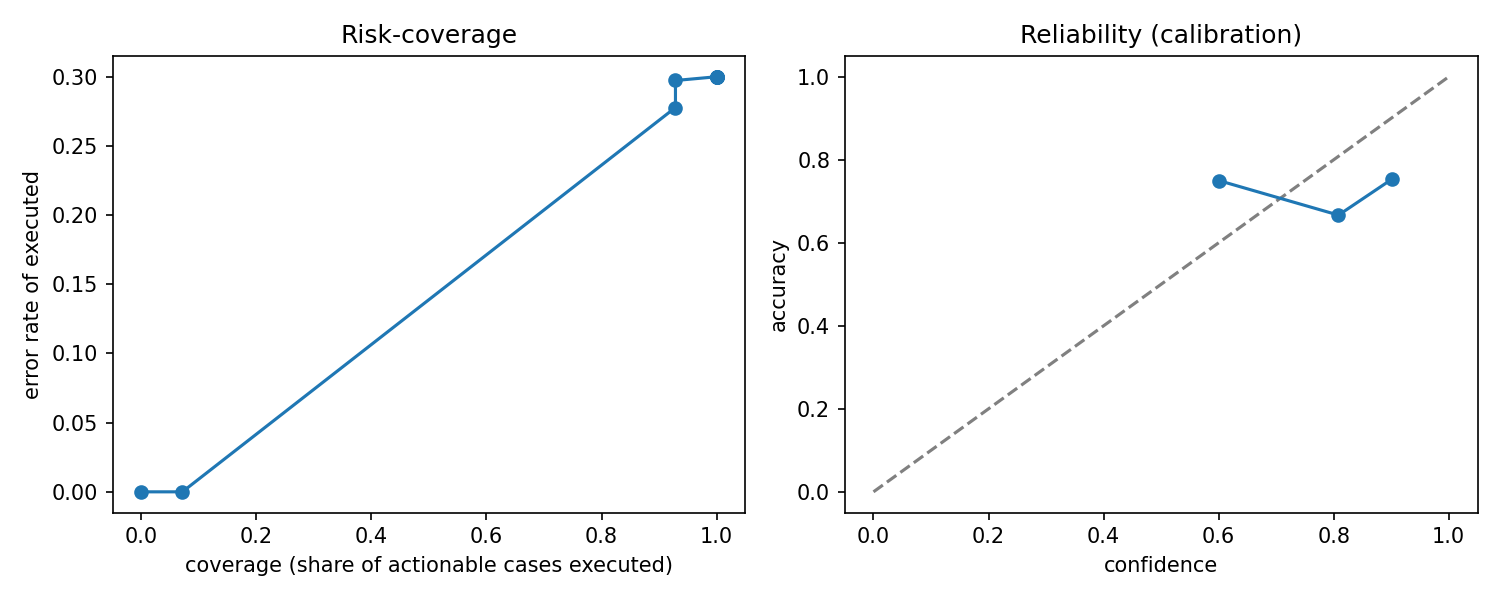 Risk-coverage
error rate of executed
0.30
0.25
0.20
0.15
0.10
0.05
0.00
0.0 0.2 0.4 0.6 0.8 1.0
coverage (share of actionable cases executed)
Reliability (calibration)
accuracy
1.0
0.8
0.6
0.4
0.2
0.0
0.0 0.2 0.4 0.6 0.8 1.0
confidence